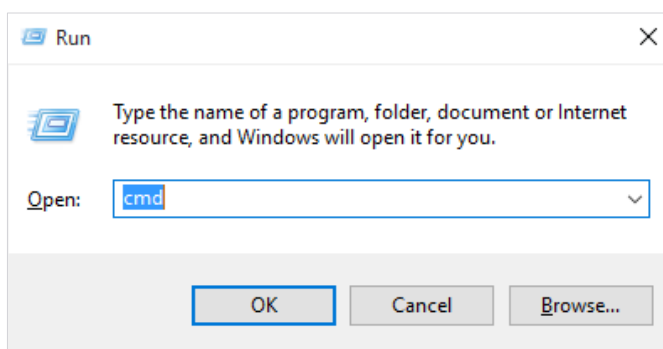 Run
Type the name of a program, folder, document or Internet
resource, and Windows will open it for you.
Open: cmd
OK Cancel Browse...